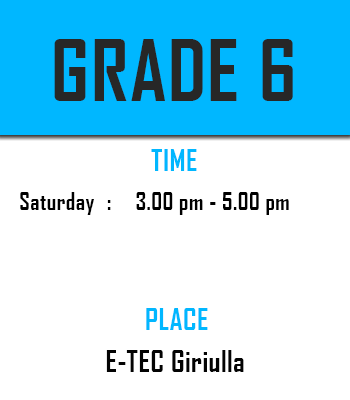 GRADE 6
TIME
Saturday : 3.00 pm - 5.00 pm
PLACE
E-TEC Giriulla